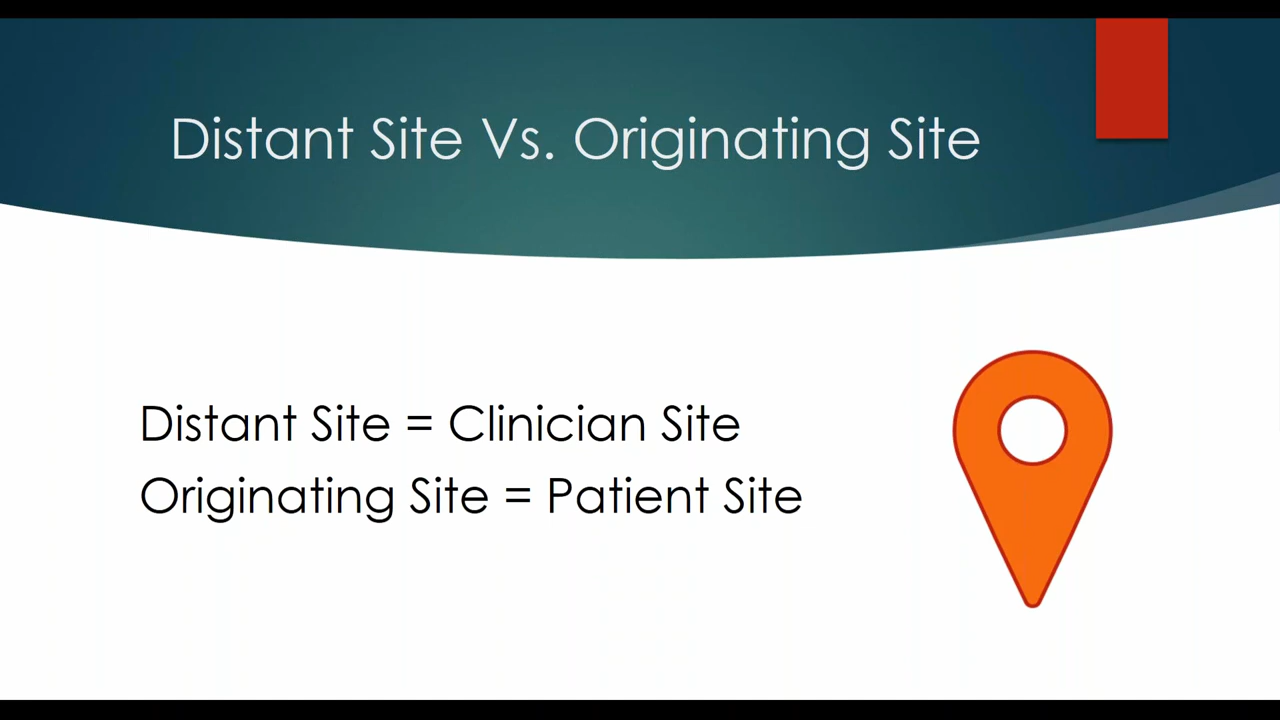 Distant Site Vs. Originating Site
Distant Site = Clinician Site
Originating Site = Patient Site